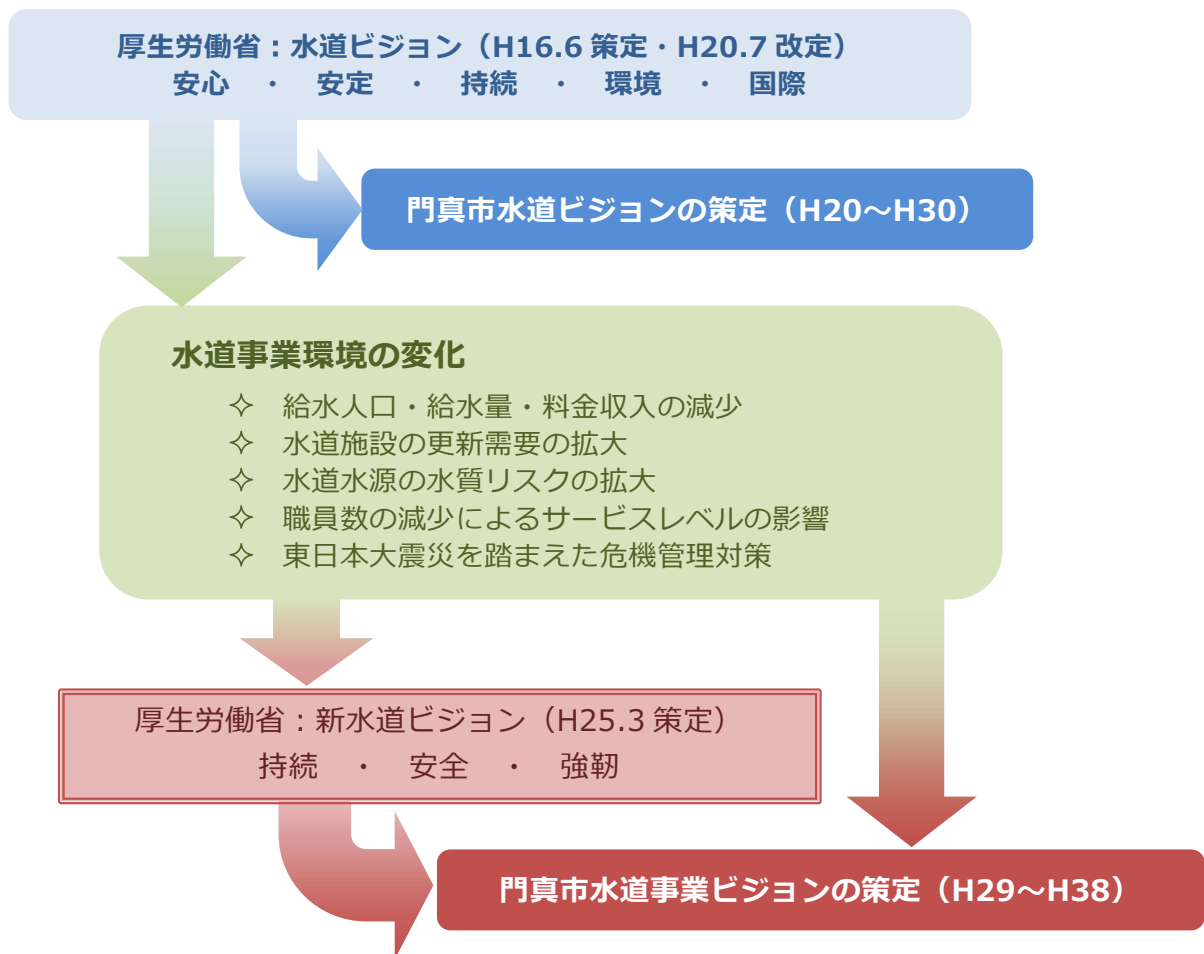 厚生労働省：水道ビジョン（H16.6 策定・H20.7 改定）
安心　・　安定　・　持続　・　環境　・　国際
門真市水道ビジョンの策定（H20～H30）
水道事業環境の変化
✧　給水人口・給水量・料金収入の減少
✧　水道施設の更新需要の拡大
✧　水道水源の水質リスクの拡大
✧　職員数の減少によるサービスレベルの影響
✧　東日本大震災を踏まえた危機管理対策
厚生労働省：新水道ビジョン（H25.3 策定）
持続　・　安全　・　強靭
門真市水道事業ビジョンの策定（H29～H38）